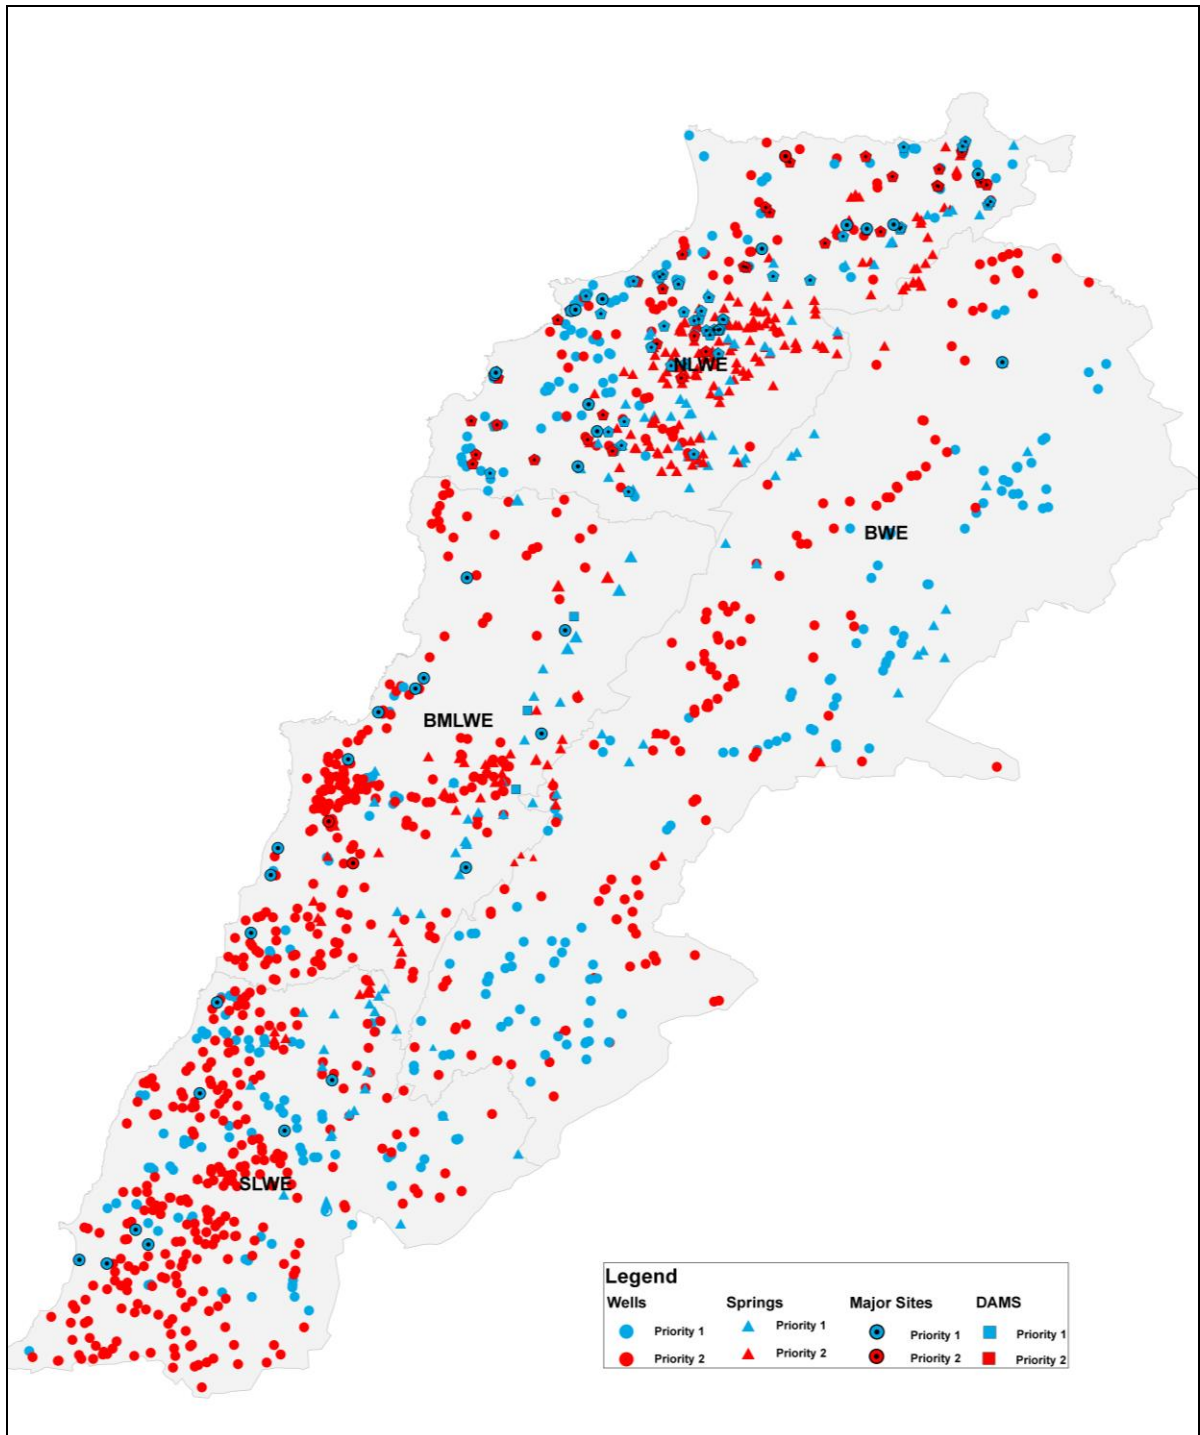 NLWE
BWE
BMLWE
SLWE
Legend
Wells Springs Major Sites DAMS
Priority 1 Priority 1 Priority 1 Priority 1
Priority 2 Priority 2 Priority 2 Priority 2